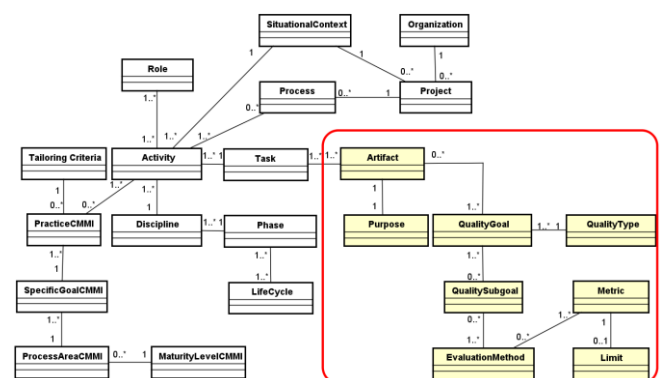 SituationalContext
Organization
1
1
1
Role
0..*
0..*
1..*
Process
0..*
1
Project
0..*
1..*
1..*
1..*
Tailoring Criteria
Activity
1..*
1
Task
1..*
1..*
Artifact
0..*
1
1..*
1..*
1
0..*
0..*
1
1
1..*
PracticeCMMI
Discipline
1..*
1
Phase
Purpose
QualityGoal
1..*
1
QualityType
1..*
1..*
1..*
1
1..*
0..*
SpecificGoalCMMI
LifeCycle
QualitySubgoal
Metric
1..*
0..*
1..*
1
1
1..*
0..*
0..1
ProcessAreaCMMI
0..*
1
MaturityLevelCMMI
EvaluationMethod
Limit